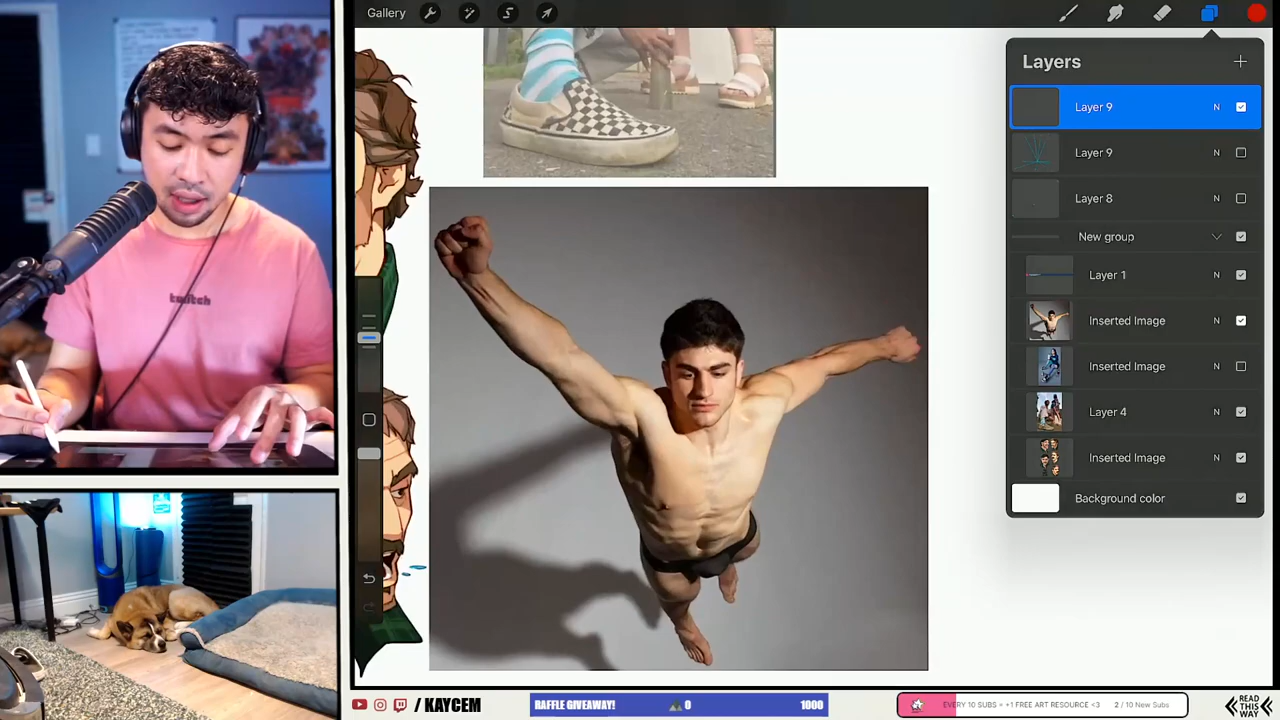 Gallery
Layers
Layer 9 N
Layer 9 N
Layer 8 N
New group
Layer 1 N
Inserted Image N
Inserted Image N
Layer 4 N
Inserted Image N
Background color
twitch
/ KAYCEM
RAFFLE GIVEAWAY! 0 1000
EVERY 10 SUBS = +1 FREE ART RESOURCE <3 2 / 10 New Subs
READ
THIS
WAY